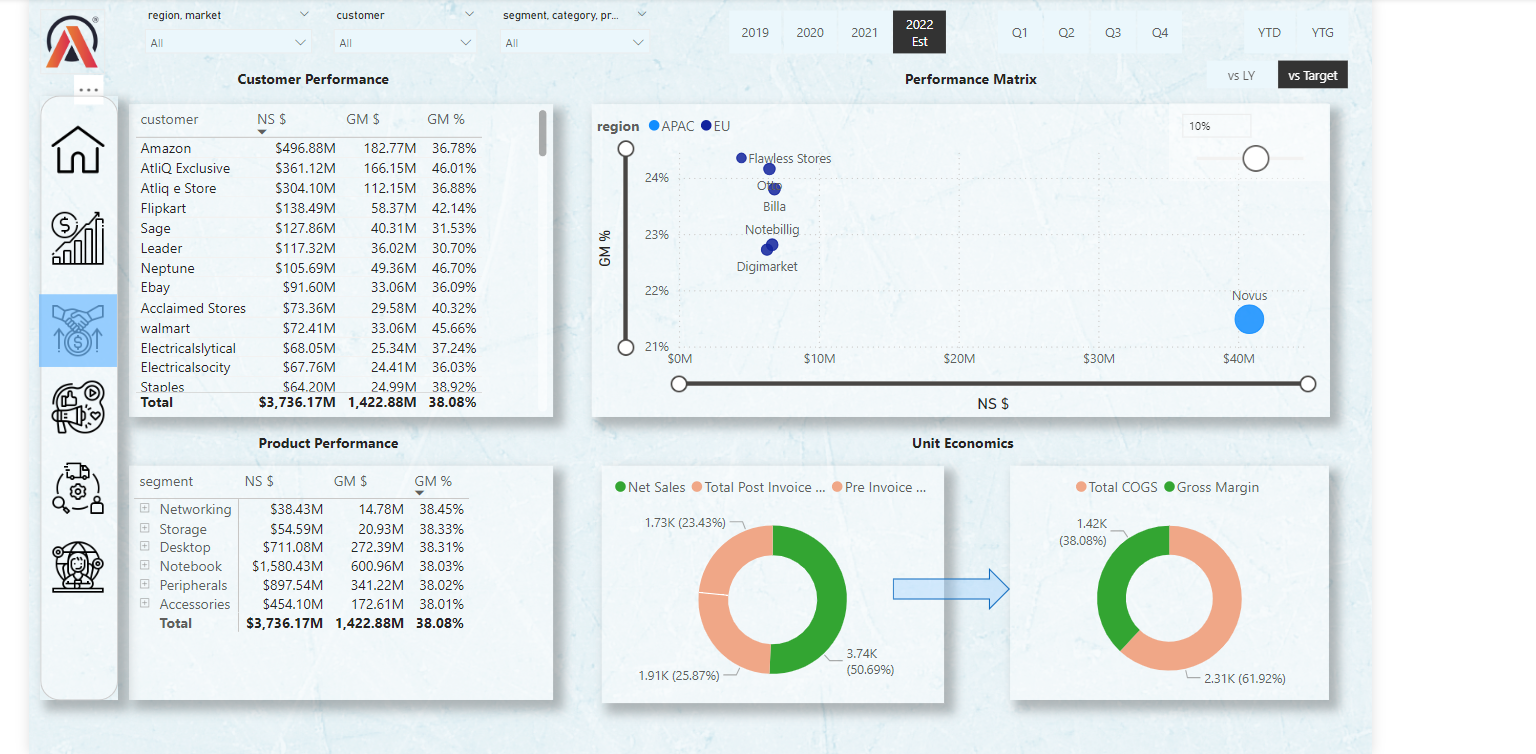 region, market
customer
segment, category, pr...
All
All
All
2019 2020 2021 2022 Est
Q1 Q2 Q3 Q4
YTD YTG
vs LY vs Target
Customer Performance
customer NS $ GM $ GM %
Amazon $496.88M 182.77M 36.78%
AtliQ Exclusive $361.12M 166.15M 46.01%
Atliq e Store $304.10M 112.15M 36.88%
Flipkart $138.49M 58.37M 42.14%
Sage $127.86M 40.31M 31.53%
Leader $117.32M 36.02M 30.70%
Neptune $105.69M 49.36M 46.70%
Ebay $91.60M 33.06M 36.09%
Acclaimed Stores $73.36M 29.58M 40.32%
walmart $72.41M 33.06M 45.66%
Electricalslytical $68.05M 25.34M 37.24%
Electricalsocity $67.76M 24.41M 36.03%
Staples $64.20M 24.99M 38.92%
Total $3,736.17M 1,422.88M 38.08%
Performance Matrix
region APAC EU
10%
GM %
24%
23%
22%
21%
Flawless Stores
Otto
Billa
Notebillig
Digimarket
Novus
$0M $10M $20M $30M $40M
NS $
Product Performance
segment NS $ GM $ GM %
Networking $38.43M 14.78M 38.45%
Storage $54.59M 20.93M 38.33%
Desktop $711.08M 272.39M 38.31%
Notebook $1,580.43M 600.96M 38.03%
Peripherals $897.54M 341.22M 38.02%
Accessories $454.10M 172.61M 38.01%
Total $3,736.17M 1,422.88M 38.08%
Unit Economics
Net Sales Total Post Invoice ... Pre Invoice ...
1.73K (23.43%)
3.74K
(50.69%)
1.91K (25.87%)
Total COGS Gross Margin
1.42K
(38.08%)
2.31K (61.92%)